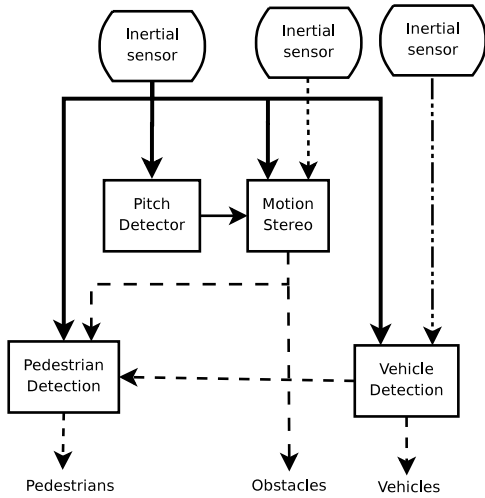 Inertial
sensor
Inertial
sensor
Inertial
sensor
Pitch
Detector
Motion
Stereo
Pedestrian
Detection
Vehicle
Detection
Pedestrians
Obstacles
Vehicles